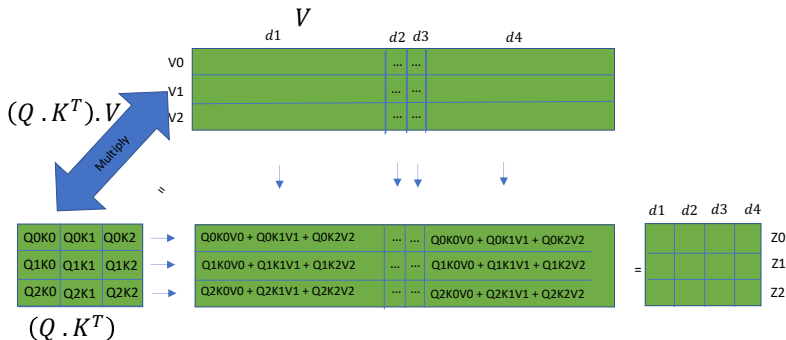 V
d1 d2 d3 d4
V0 ... ...
V1 ... ...
V2 ... ...
(Q . K^T).V
Multiply
=
Q0K0 Q0K1 Q0K2
Q1K0 Q1K1 Q1K2
Q2K0 Q2K1 Q2K2
(Q . K^T)
Q0K0V0 + Q0K1V1 + Q0K2V2 ... ... Q0K0V0 + Q0K1V1 + Q0K2V2
Q1K0V0 + Q1K1V1 + Q1K2V2 ... ... Q1K0V0 + Q1K1V1 + Q1K2V2
Q2K0V0 + Q2K1V1 + Q2K2V2 ... ... Q2K0V0 + Q2K1V1 + Q2K2V2
=
d1 d2 d3 d4
Z0
Z1
Z2